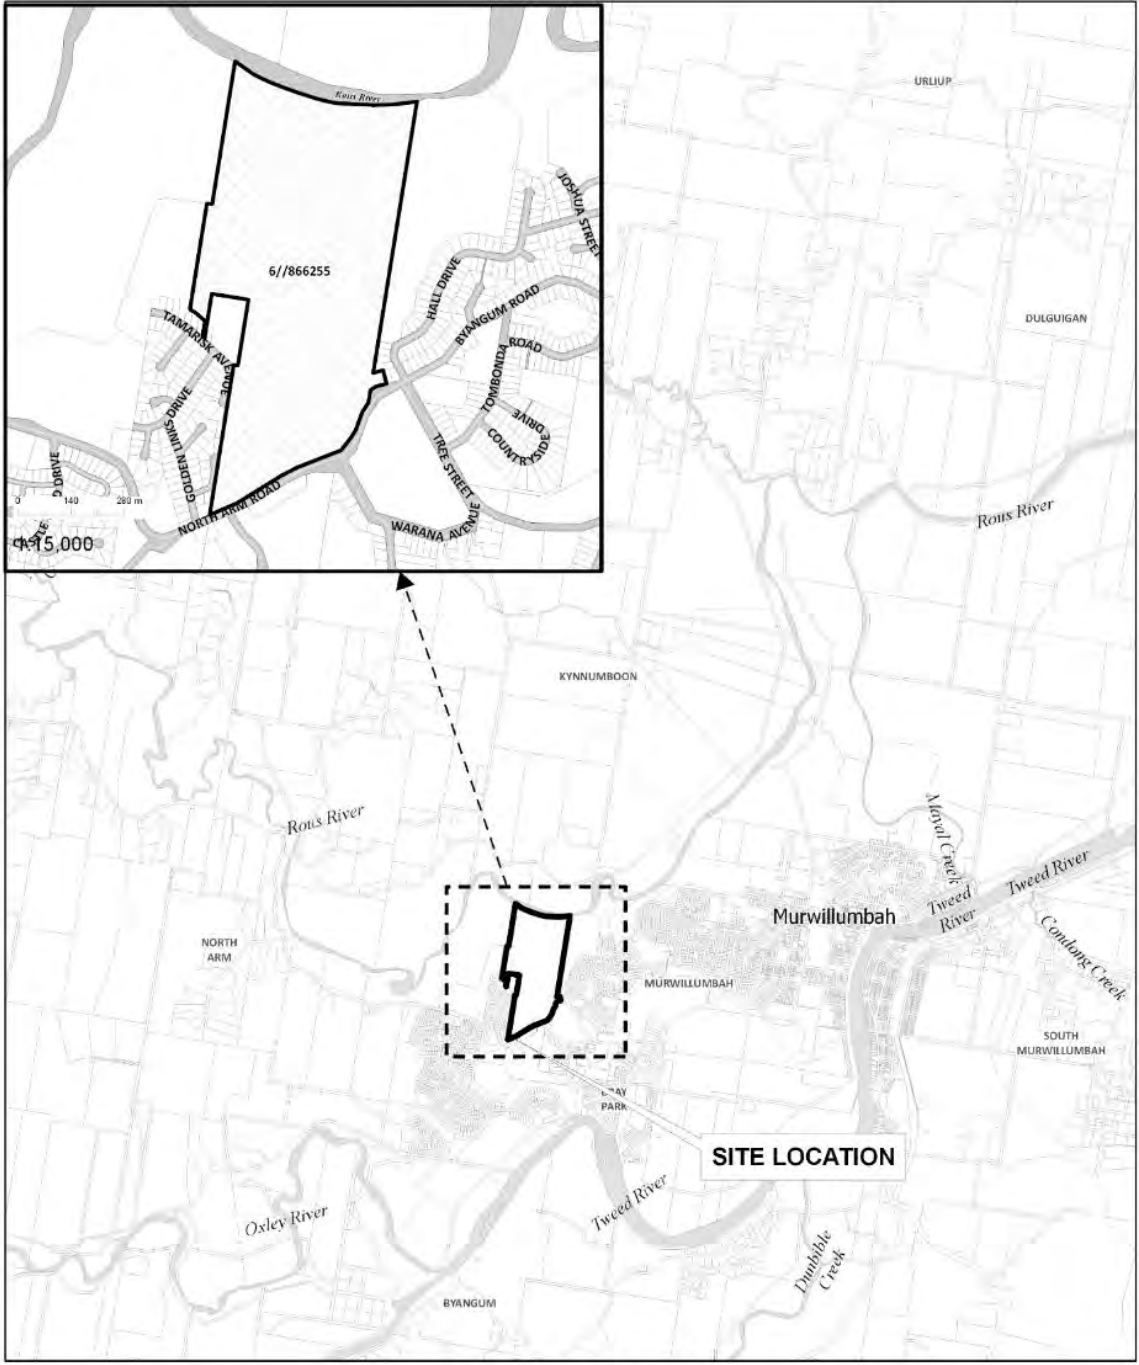 Rous River
6//866255
JOSHUA STREET
HALL DRIVE
BYANGUM ROAD
TOMBONDA ROAD
COUNTRYSIDE DRIVE
TAMARISK AVENUE
GOLDEN LINKS DRIVE
TREE STREET
DRIVE
0 140 280 m
NORTH ARM ROAD
WARANA AVENUE
15,000
URLIUP
DULGUIGAN
Rous River
KYNNUMBOON
Rous River
Mayal Creek
Tweed River
Tweed
River
Murwillumbah
Condong Creek
NORTH
ARM
MURWILLUMBAH
SOUTH
MURWILLUMBAH
PARK
SITE LOCATION
Tweed River
Oxley River
Dunbible
Creek
BYANGUM